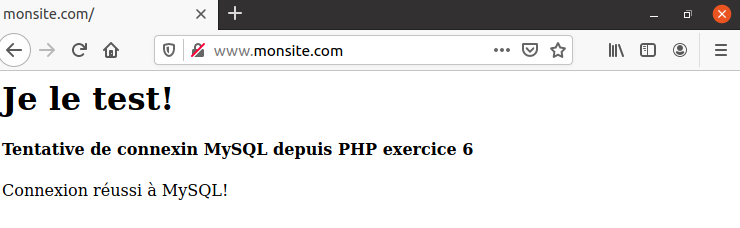 monsite.com/
www.monsite.com
Je le test!
Tentative de connexin MySQL depuis PHP exercice 6
Connexion réussi à MySQL!